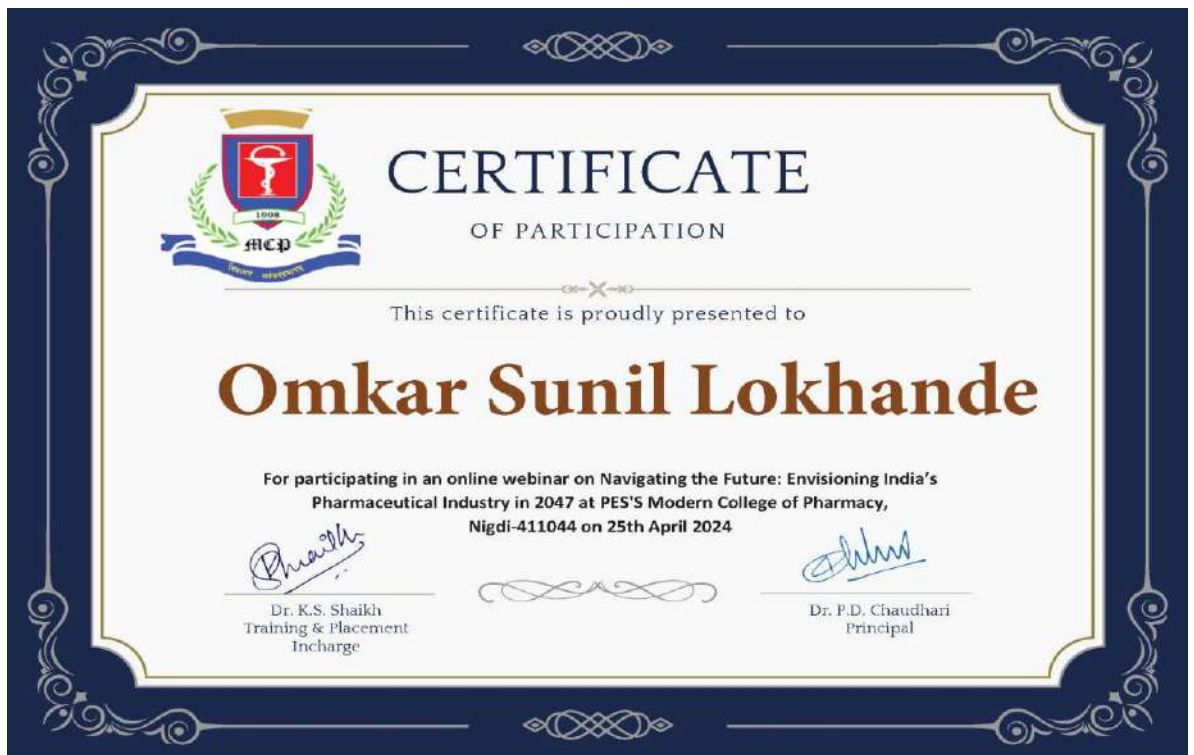 1998
MCP
CERTIFICATE
OF PARTICIPATION
This certificate is proudly presented to
Omkar Sunil Lokhande
For participating in an online webinar on Navigating the Future: Envisioning India's
Pharmaceutical Industry in 2047 at PES'S Modern College of Pharmacy,
Nigdi-411044 on 25th April 2024
Dr. K.S. Shaikh
Training & Placement
Incharge
Dr. P.D. Chaudhari
Principal